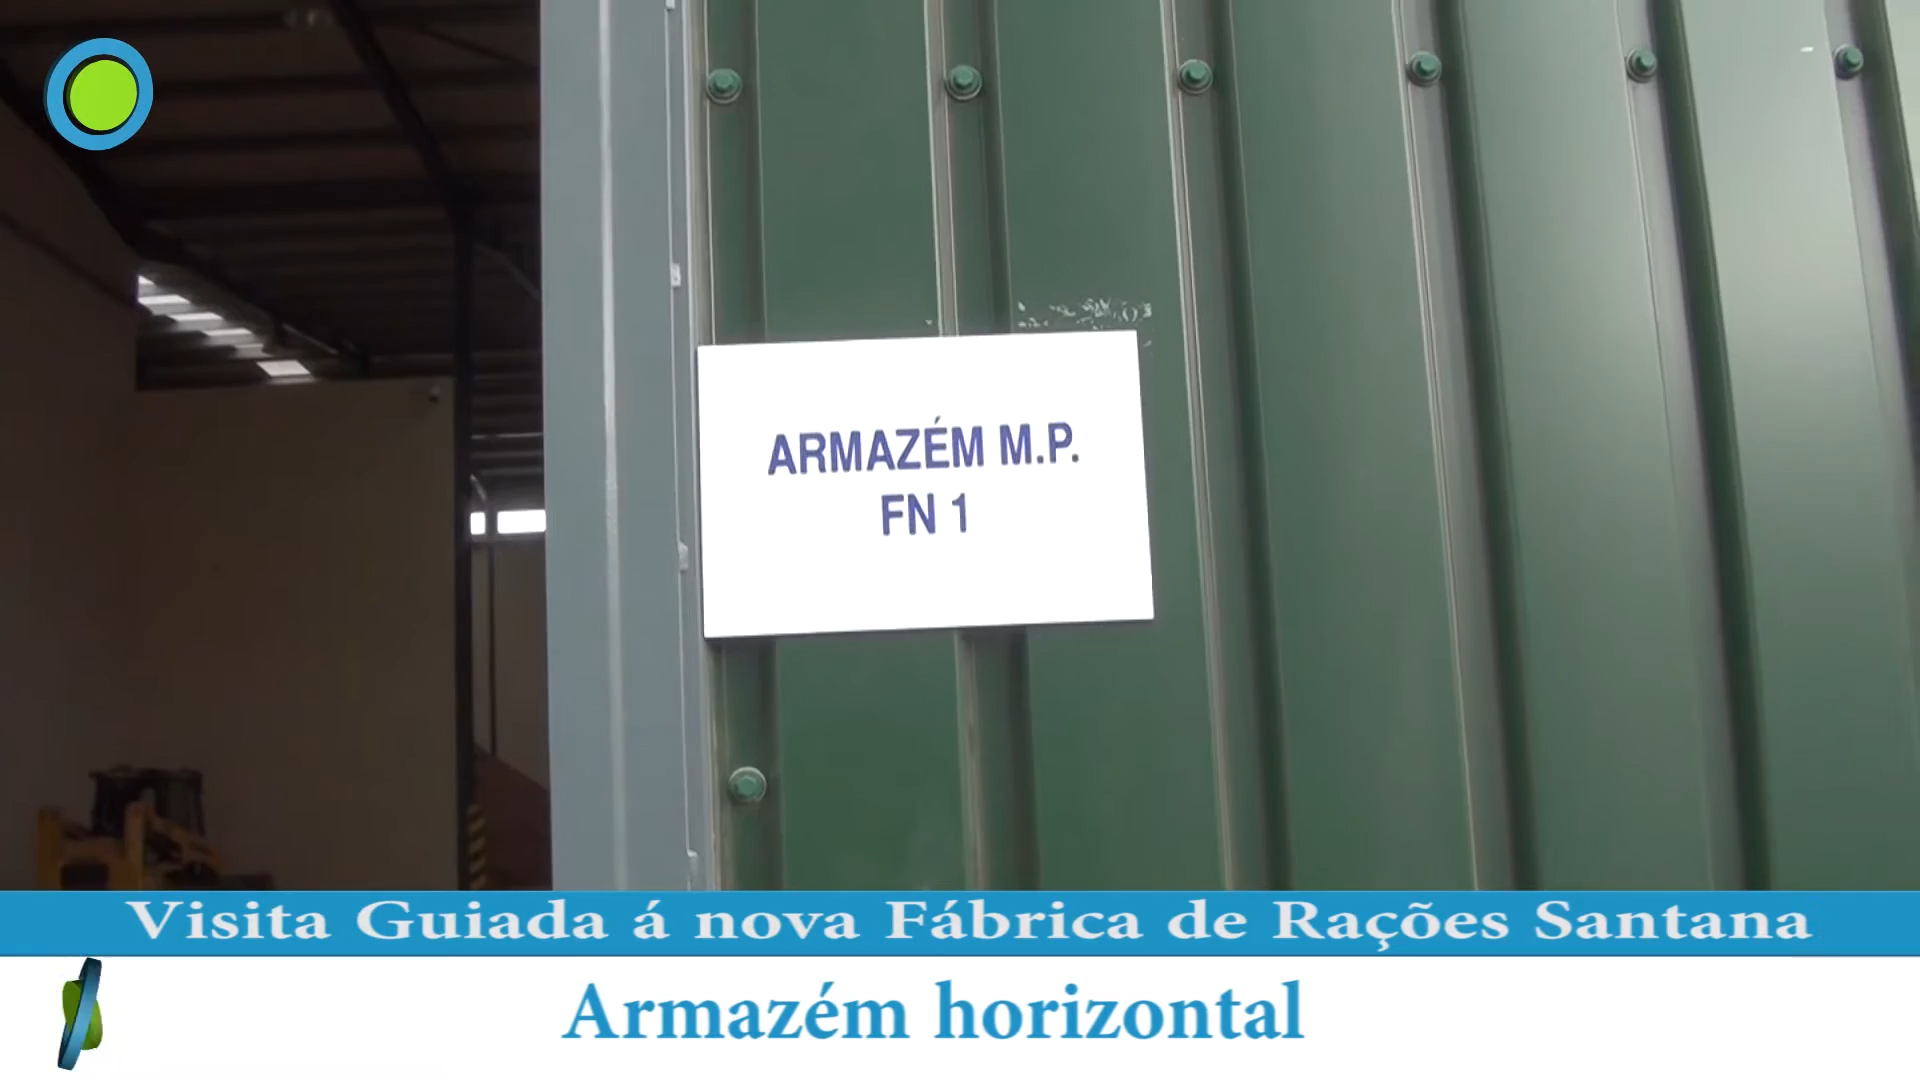 ARMAZÉM M.P.
FN 1
Visita Guiada á nova Fábrica de Rações Santana
Armazém horizontal